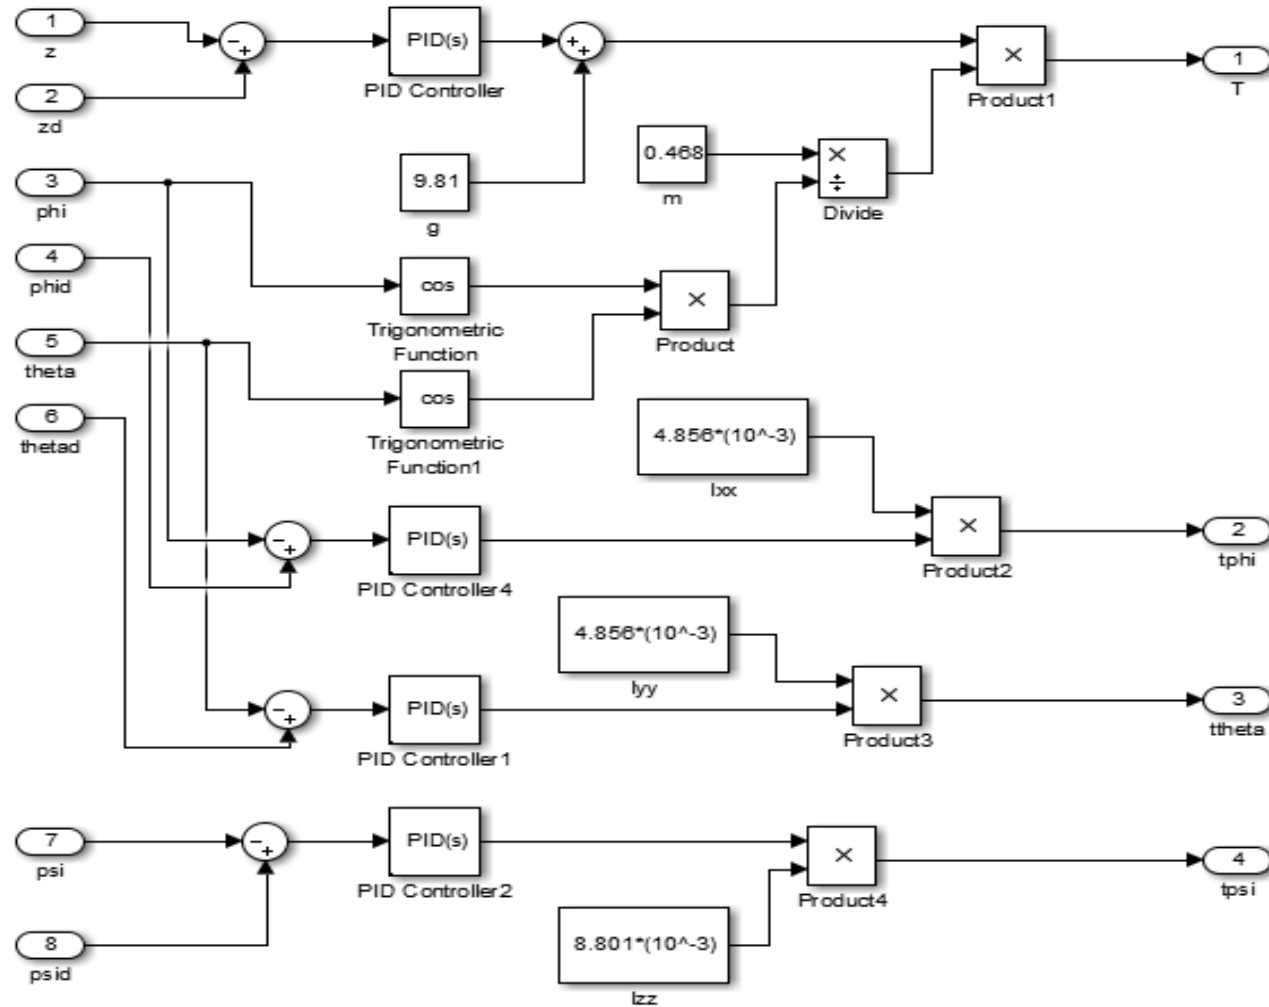 1
z
2
zd
3
phi
4
phid
5
theta
6
thetad
7
psi
8
psid
−
+
PID(s)
PID Controller
+
+
9.81
g
0.468
m
×
÷
Divide
×
Product1
1
T
cos
Trigonometric
Function
cos
Trigonometric
Function1
×
Product
4.856*(10^-3)
Ixx
−
+
PID(s)
PID Controller4
×
Product2
2
tphi
4.856*(10^-3)
Iyy
−
+
PID(s)
PID Controller1
×
Product3
3
ttheta
−
+
PID(s)
PID Controller2
×
Product4
4
tpsi
8.801*(10^-3)
Izz